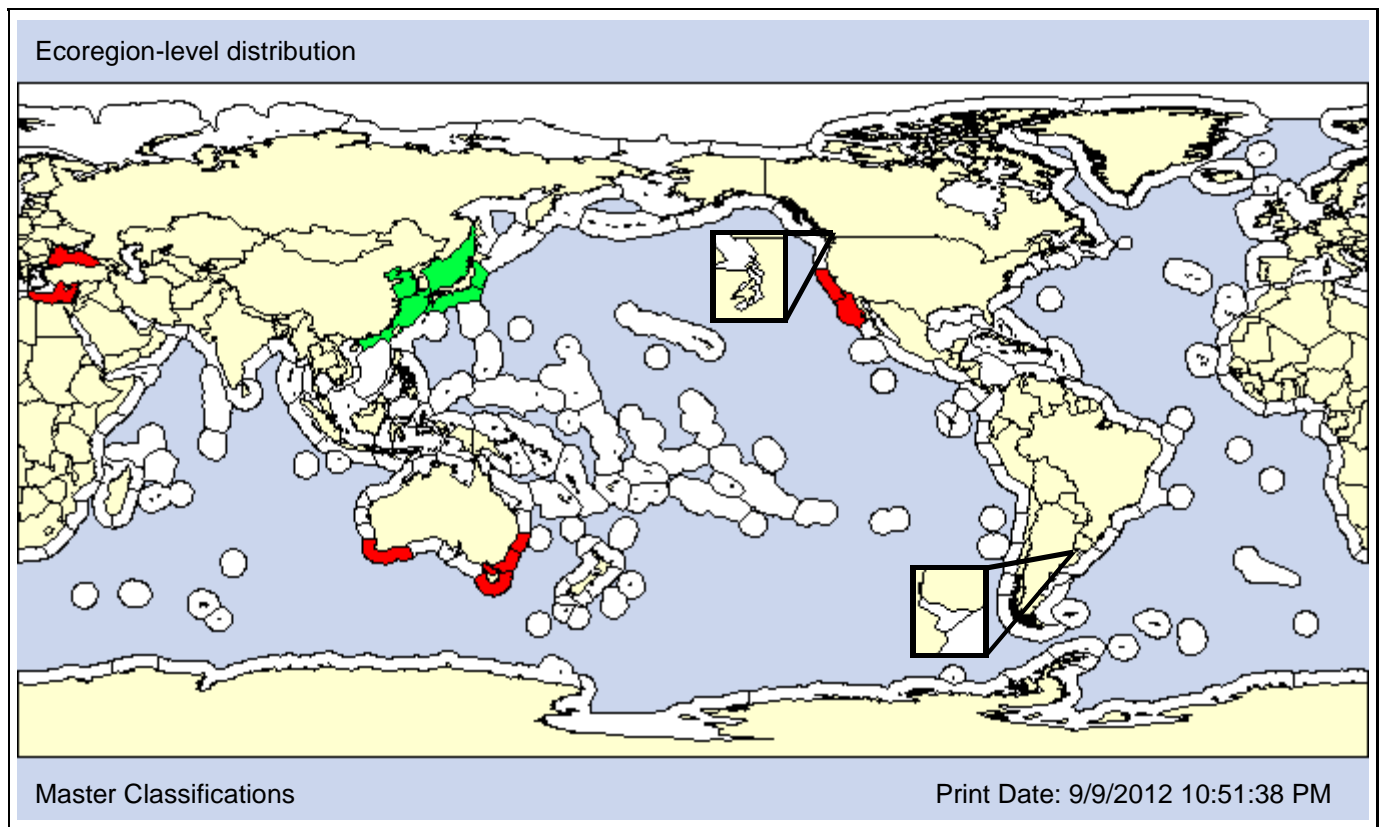 Ecoregion-level distribution
Master Classifications
Print Date: 9/9/2012 10:51:38 PM